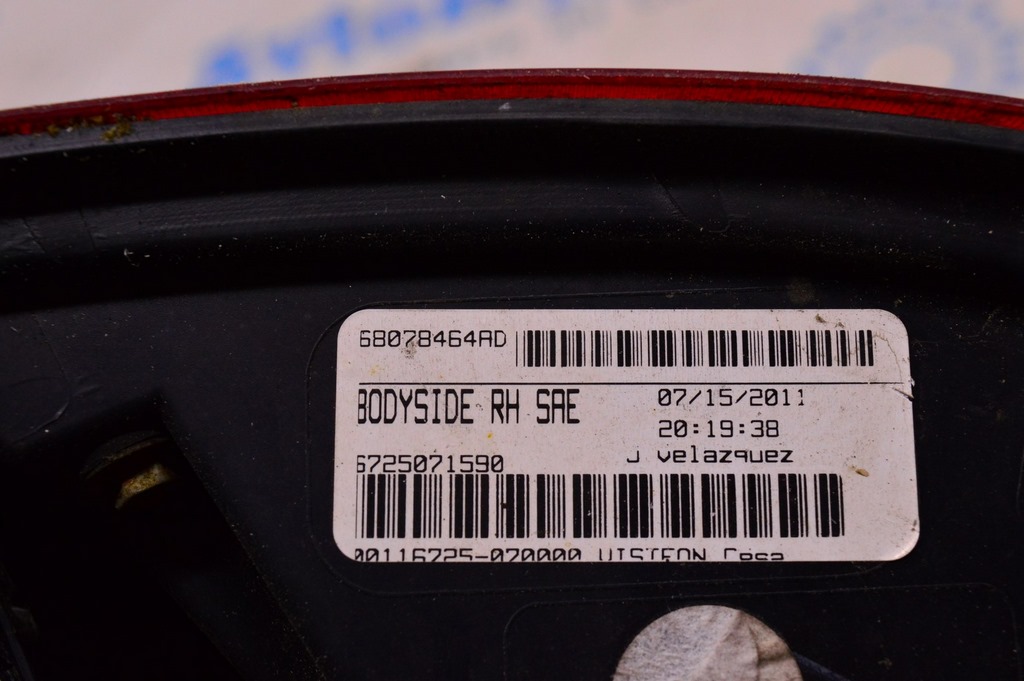 68078464AD
BODYSIDE RH SAE
07/15/2011
20:19:38
J velazquez
6725071590
00116725-070000 VISTEON